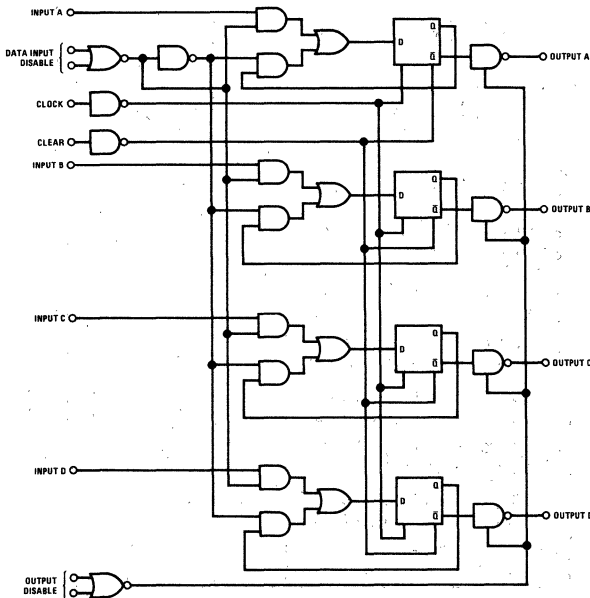 INPUT A
D Q
Q̄
OUTPUT A
DATA INPUT
DISABLE
CLOCK
CLEAR
INPUT B
D Q
Q̄
OUTPUT B
INPUT C
D Q
Q̄
OUTPUT
INPUT D
D Q
Q̄
OUTPUT
OUTPUT
DISABLE